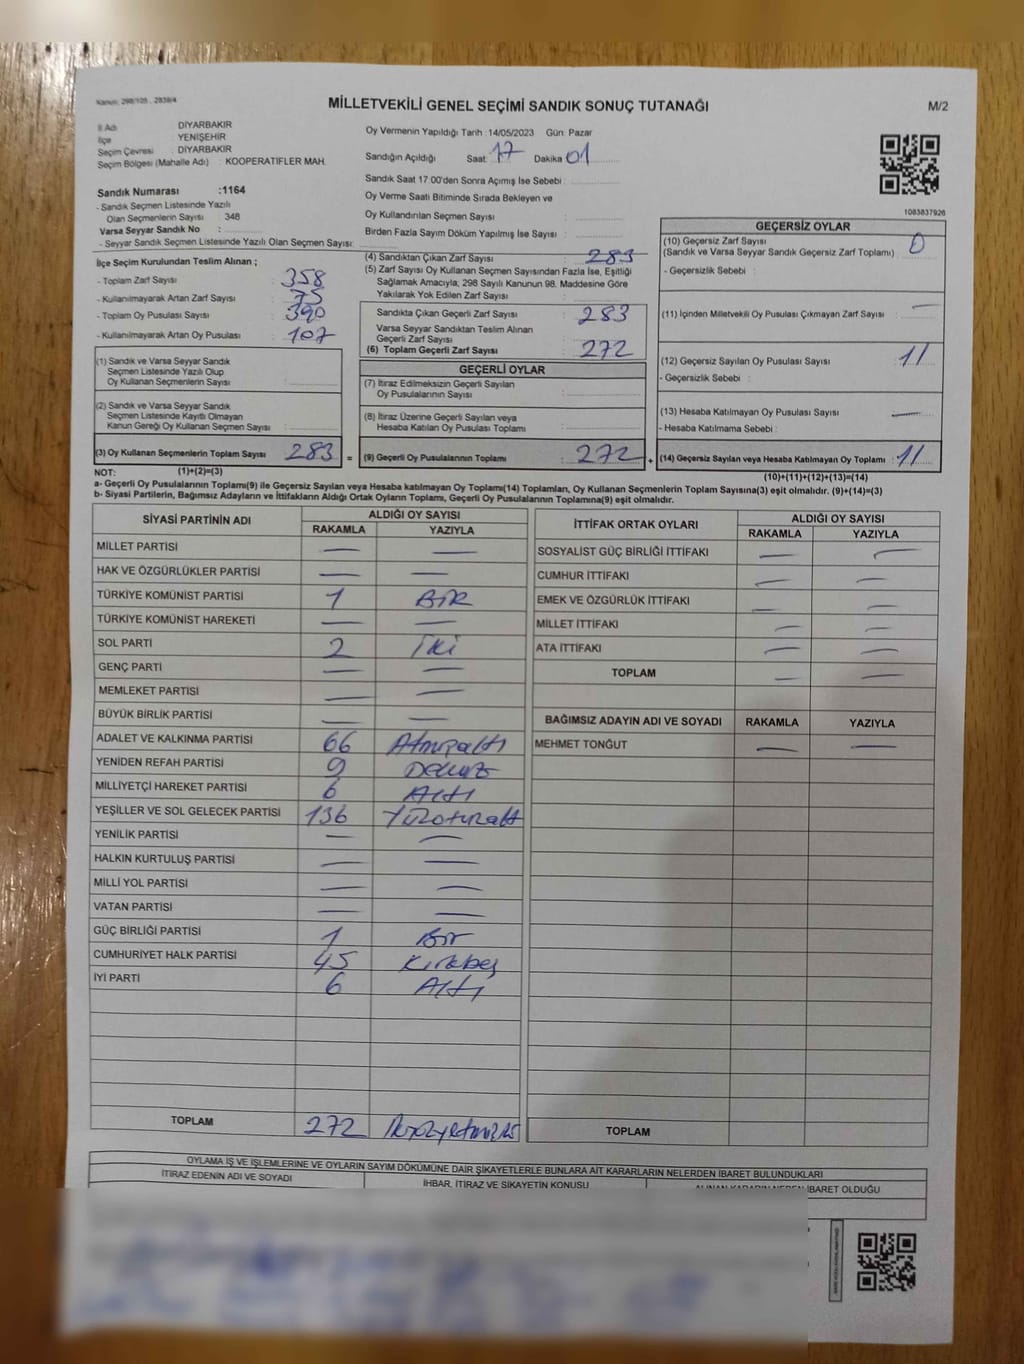 Kanun: 298/105 , 2839/4
MİLLETVEKİLİ GENEL SEÇİMİ SANDIK SONUÇ TUTANAĞI
M/2
İl Adı : DİYARBAKIR
İlçe : YENİŞEHİR
Seçim Çevresi : DİYARBAKIR
Seçim Bölgesi (Mahalle Adı) : KOOPERATİFLER MAH.
Oy Vermenin Yapıldığı Tarih :14/05/2023 Gün: Pazar
Sandığın Açıldığı Saat 17 Dakika 01
Sandık Saat 17:00'den Sonra Açımış İse Sebebi :
Oy Verme Saati Bitiminde Sırada Bekleyen ve
Oy Kullandırılan Seçmen Sayısı :
Birden Fazla Sayım Döküm Yapılmış İse Sayısı :
Sandık Numarası :1164
- Sandık Seçmen Listesinde Yazılı
Olan Seçmenlerin Sayısı : 348
Varsa Seyyar Sandık No :
- Seyyar Sandık Seçmen Listesinde Yazılı Olan Seçmen Sayısı:
1083837926
İlçe Seçim Kurulundan Teslim Alınan ;
- Toplam Zarf Sayısı : 358
- Kullanılmayarak Artan Zarf Sayısı : 75
- Toplam Oy Pusulası Sayısı : 390
- Kullanılmayarak Artan Oy Pusulası : 107
(1) Sandık ve Varsa Seyyar Sandık
Seçmen Listesinde Yazılı Olup
Oy Kullanan Seçmenlerin Sayısı :
(2) Sandık ve Varsa Seyyar Sandık
Seçmen Listesinde Kayıtlı Olmayan
Kanun Gereği Oy Kullanan Seçmen Sayısı :
(3) Oy Kullanan Seçmenlerin Toplam Sayısı : 283 =
(4) Sandıktan Çıkan Zarf Sayısı : 283
(5) Zarf Sayısı Oy Kullanan Seçmen Sayısından Fazla İse, Eşitliği
Sağlamak Amacıyla; 298 Sayılı Kanunun 98. Maddesine Göre
Yakılarak Yok Edilen Zarf Sayısı :
Sandıkta Çıkan Geçerli Zarf Sayısı : 283
Varsa Seyyar Sandıktan Teslim Alınan
Geçerli Zarf Sayısı :
(6) Toplam Geçerli Zarf Sayısı : 272
GEÇERLİ OYLAR
(7) İtiraz Edilmeksizin Geçerli Sayılan
Oy Pusulalarının Sayısı :
(8) İtiraz Üzerine Geçerli Sayılan veya
Hesaba Katılan Oy Pusulası Toplamı :
(9) Geçerli Oy Pusulalarının Toplamı : 272 +
GEÇERSİZ OYLAR
(10) Geçersiz Zarf Sayısı
(Sandık ve Varsa Seyyar Sandık Geçersiz Zarf Toplamı) : 0
- Geçersizlik Sebebi :
(11) İçinden Milletvekili Oy Pusulası Çıkmayan Zarf Sayısı : —
(12) Geçersiz Sayılan Oy Pusulası Sayısı : 11
- Geçersizlik Sebebi :
(13) Hesaba Katılmayan Oy Pusulası Sayısı : —
- Hesaba Katılmama Sebebi :
(14) Geçersiz Sayılan veya Hesaba Katılmayan Oy Toplamı : 11
NOT: (1)+(2)=(3)
(10)+(11)+(12)+(13)=(14)
a- Geçerli Oy Pusulalarının Toplamı(9) ile Geçersiz Sayılan veya Hesaba katılmayan Oy Toplamı(14) Toplamları, Oy Kullanan Seçmenlerin Toplam Sayısına(3) eşit olmalıdır. (9)+(14)=(3)
b- Siyasi Partilerin, Bağımsız Adayların ve İttifakların Aldığı Ortak Oyların Toplamı, Geçerli Oy Pusulalarının Toplamına(9) eşit olmalıdır.
SİYASİ PARTİNİN ADI ALDIĞI OY SAYISI
RAKAMLA YAZIYLA
MİLLET PARTİSİ — —
HAK VE ÖZGÜRLÜKLER PARTİSİ — —
TÜRKİYE KOMÜNİST PARTİSİ 1 BİR
TÜRKİYE KOMÜNİST HAREKETİ — —
SOL PARTİ 2 İki
GENÇ PARTİ — —
MEMLEKET PARTİSİ — —
BÜYÜK BİRLİK PARTİSİ — —
ADALET VE KALKINMA PARTİSİ 66 Atmışaltı
YENİDEN REFAH PARTİSİ 9 Dokuz
MİLLİYETÇİ HAREKET PARTİSİ 6 Altı
YEŞİLLER VE SOL GELECEK PARTİSİ 136 Yüzotuzaltı
YENİLİK PARTİSİ — —
HALKIN KURTULUŞ PARTİSİ — —
MİLLİ YOL PARTİSİ — —
VATAN PARTİSİ — —
GÜÇ BİRLİĞİ PARTİSİ 1 Bir
CUMHURİYET HALK PARTİSİ 45 Kırkbeş
İYİ PARTİ 6 Altı
TOPLAM 272
İTTİFAK ORTAK OYLARI ALDIĞI OY SAYISI
RAKAMLA YAZIYLA
SOSYALİST GÜÇ BİRLİĞİ İTTİFAKI — —
CUMHUR İTTİFAKI — —
EMEK VE ÖZGÜRLÜK İTTİFAKI — —
MİLLET İTTİFAKI — —
ATA İTTİFAKI — —
TOPLAM — —
BAĞIMSIZ ADAYIN ADI VE SOYADI RAKAMLA YAZIYLA
MEHMET TONĞUT — —
TOPLAM
OYLAMA İŞ VE İŞLEMLERİNE VE OYLARIN SAYIM DÖKÜMÜNE DAİR ŞİKAYETLERLE BUNLARA AİT KARARLARIN NELERDEN İBARET BULUNDUKLARI
İTİRAZ EDENİN ADI VE SOYADI İHBAR, İTİRAZ VE ŞİKAYETİN KONUSU ALINAN KARARIN NEDEN İBARET OLDUĞU